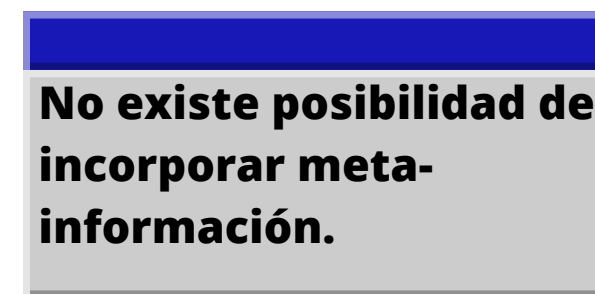 No existe posibilidad de
incorporar meta-
información.